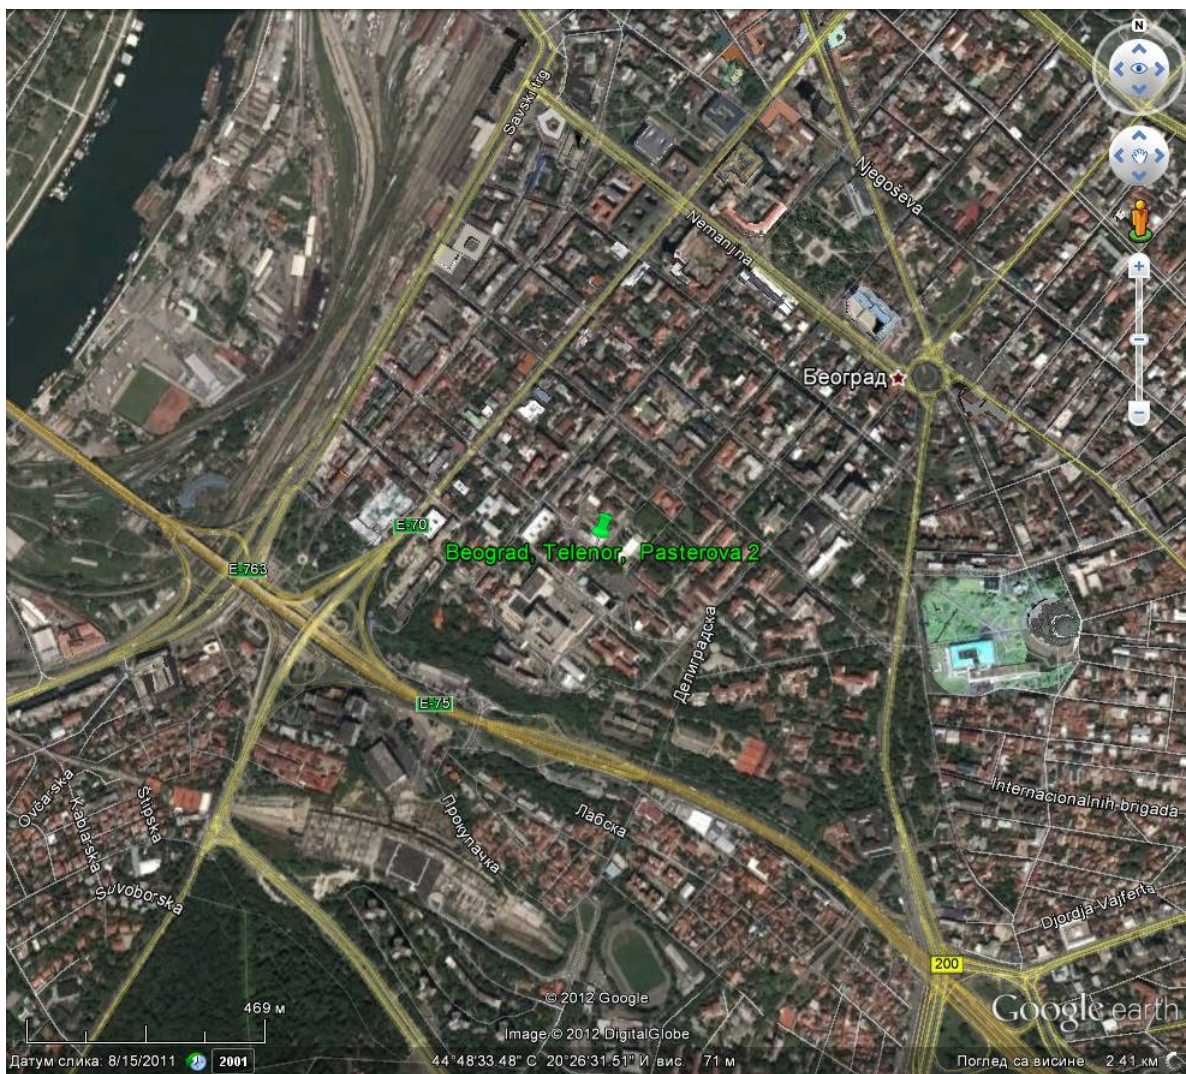 N
Savski trg
Njegoševa
Nemanjina
Београд
E-70
Beograd, Telenor, Pasterova 2
E-763
Делиградска
E-75
Internacionalnih brigada
Ovčarska
Kablarska
Štipska
Прокупачка
Лабска
Suvoborska
Djordja Vajferta
200
© 2012 Google
Google earth
469 м
Image © 2012 DigitalGlobe
Датум слика: 8/15/2011 2001 44°48'33.48" С 20°26'31.51" И вис. 71 м Поглед са висине 2.41 км